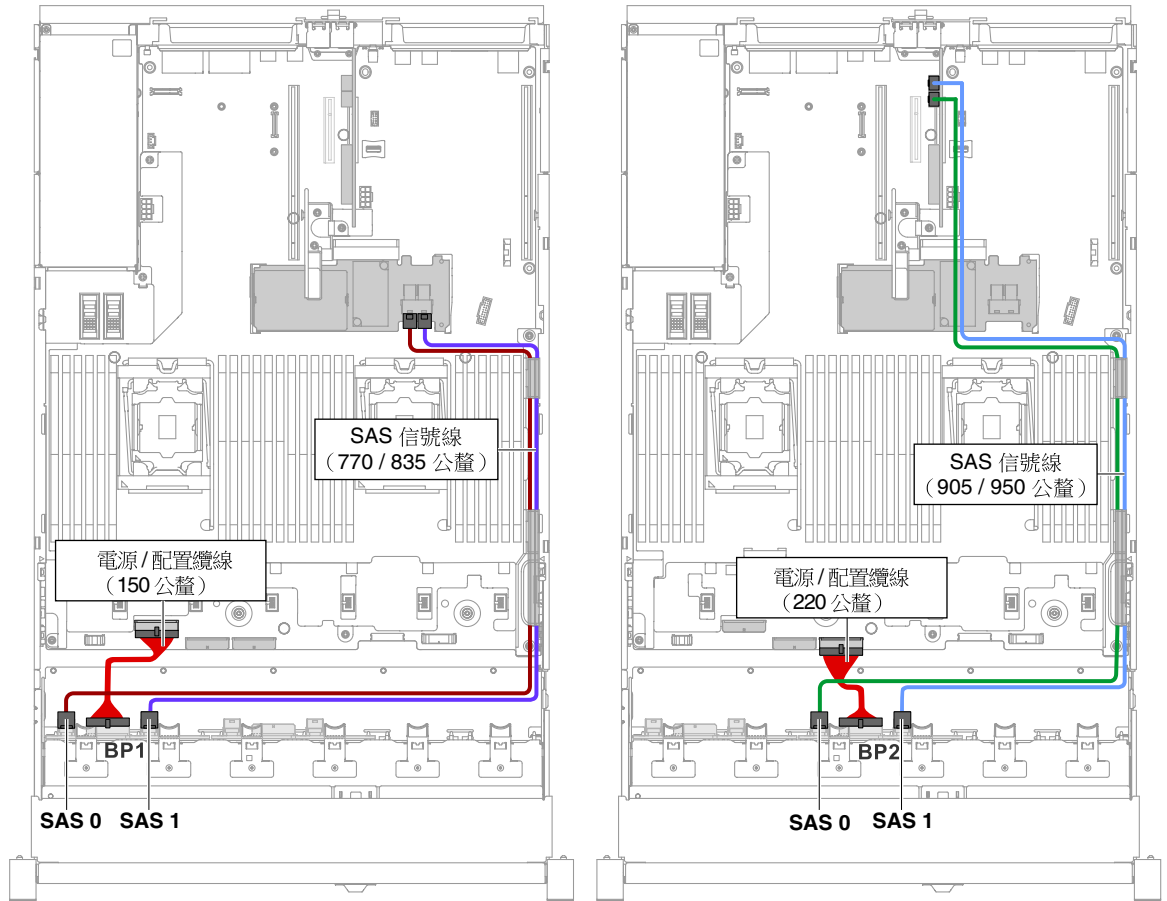 SAS 信號線
（770 / 835 公釐）
電源 / 配置纜線
（150 公釐）
BP1
SAS 0 SAS 1
SAS 信號線
（905 / 950 公釐）
電源 / 配置纜線
（220 公釐）
BP2
SAS 0 SAS 1